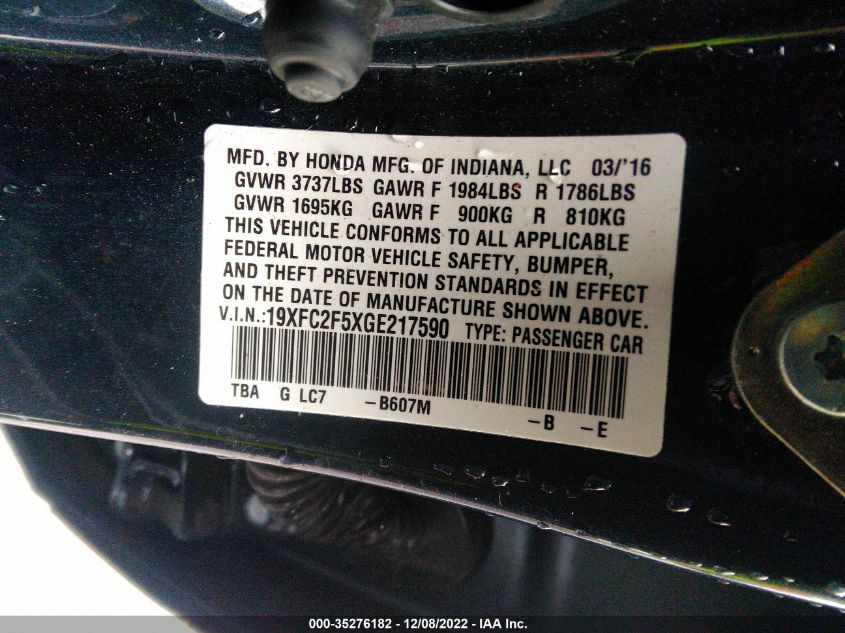 MFD. BY HONDA MFG. OF INDIANA, LLC 03/'16
GVWR 3737LBS GAWR F 1984LBS R 1786LBS
GVWR 1695KG GAWR F 900KG R 810KG
THIS VEHICLE CONFORMS TO ALL APPLICABLE
FEDERAL MOTOR VEHICLE SAFETY, BUMPER,
AND THEFT PREVENTION STANDARDS IN EFFECT
ON THE DATE OF MANUFACTURE SHOWN ABOVE.
V.I.N.:19XFC2F5XGE217590 TYPE: PASSENGER CAR
TBA G LC7 –B607M –B –E
000-35276182 - 12/08/2022 - IAA Inc.